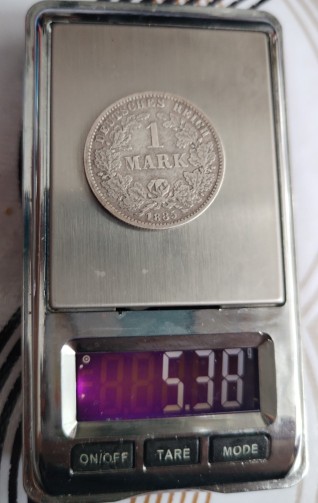 DEUTSCHES REICH
1
MARK
5.38
ON/OFF TARE MODE